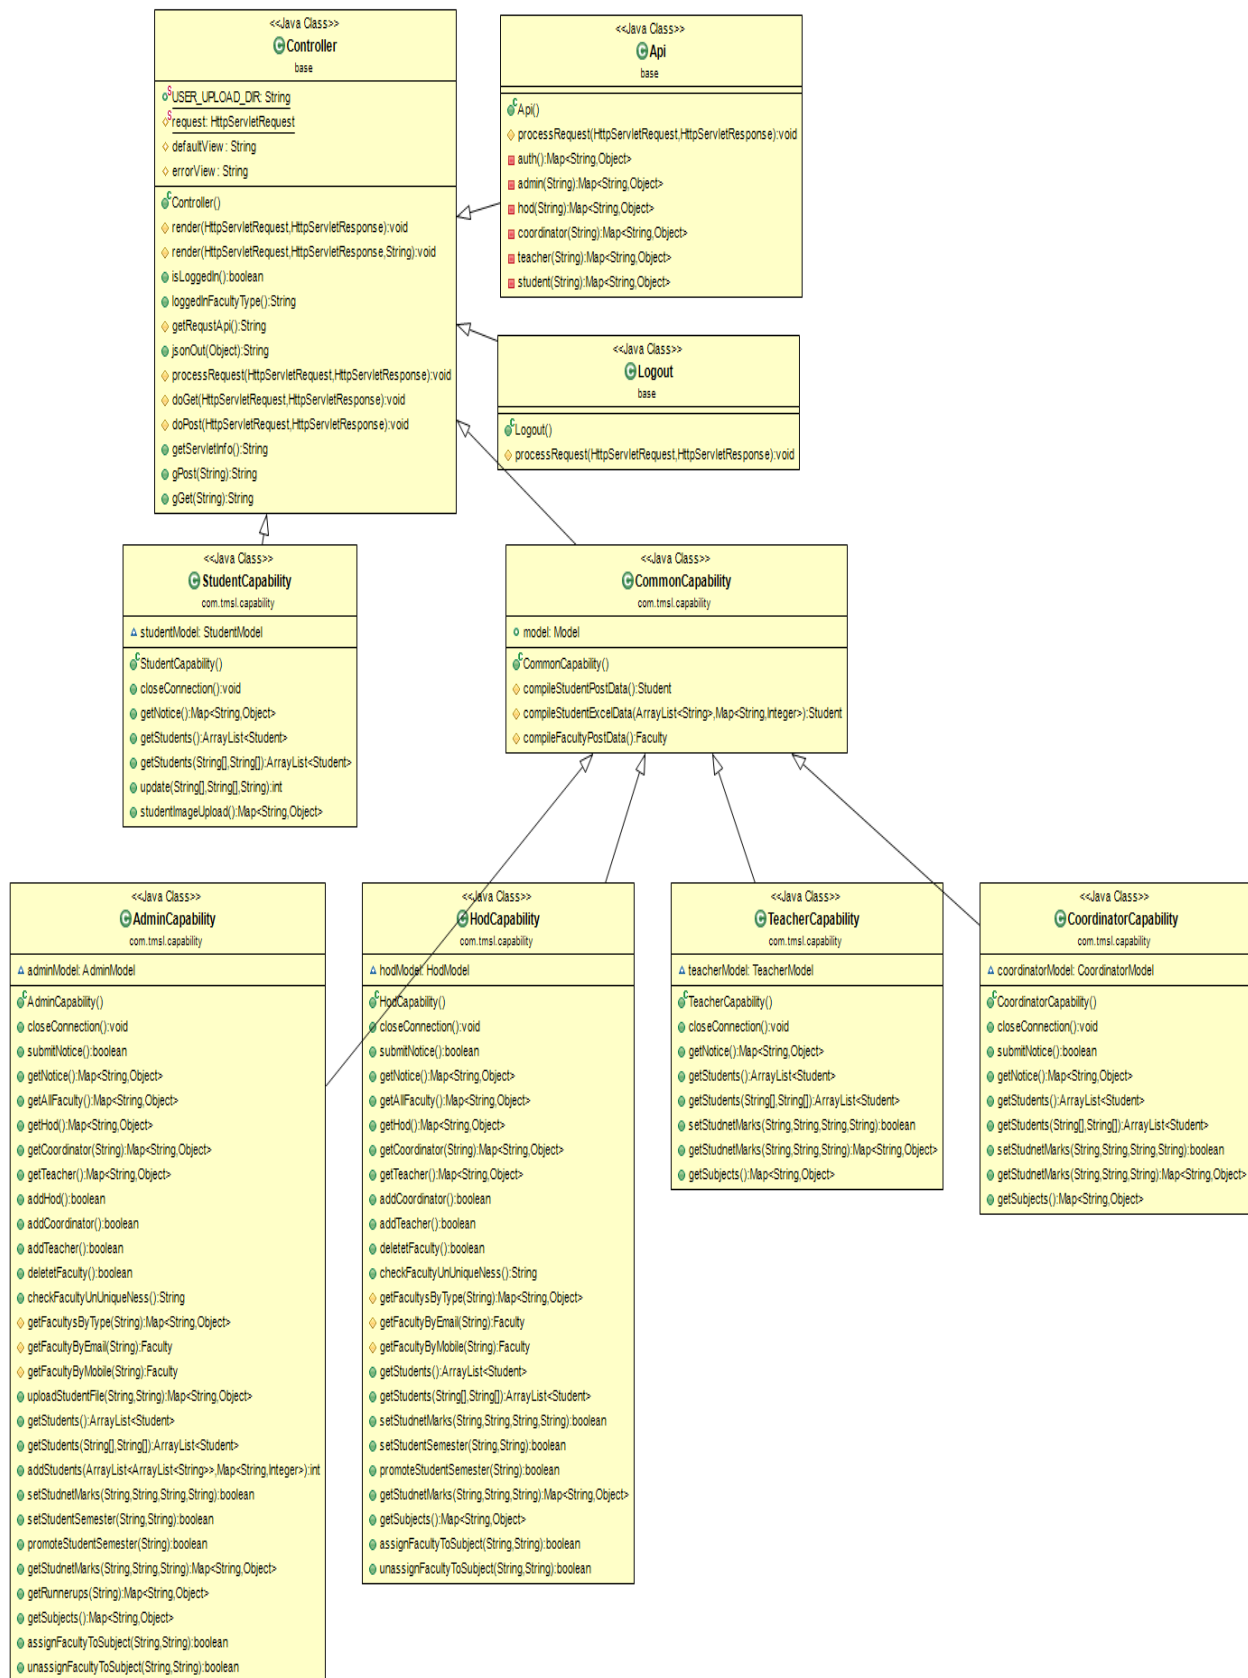 <<Java Class>>
Controller
base
USER_UPLOAD_DIR: String
request: HttpServletRequest
defaultView : String
errorView : String
Controller()
render(HttpServletRequest,HttpServletResponse):void
render(HttpServletRequest,HttpServletResponse,String):void
isLoggedIn():boolean
loggedInFacultyType():String
getRequstApi():String
jsonOut(Object):String
processRequest(HttpServletRequest,HttpServletResponse):void
doGet(HttpServletRequest,HttpServletResponse):void
doPost(HttpServletRequest,HttpServletResponse):void
getServletInfo():String
gPost(String):String
gGet(String):String
<<Java Class>>
Api
base
Api()
processRequest(HttpServletRequest,HttpServletResponse):void
auth():Map<String,Object>
admin(String):Map<String,Object>
hod(String):Map<String,Object>
coordinator(String):Map<String,Object>
teacher(String):Map<String,Object>
student(String):Map<String,Object>
<<Java Class>>
Logout
base
Logout()
processRequest(HttpServletRequest,HttpServletResponse):void
<<Java Class>>
StudentCapability
com.tmsl.capability
studentModel: StudentModel
StudentCapability()
closeConnection():void
getNotice():Map<String,Object>
getStudents():ArrayList<Student>
getStudents(String[],String[]):ArrayList<Student>
update(String[],String[],String):int
studentImageUpload():Map<String,Object>
<<Java Class>>
CommonCapability
com.tmsl.capability
model: Model
CommonCapability()
compileStudentPostData():Student
compileStudentExcelData(ArrayList<String>,Map<String,Integer>):Student
compileFacultyPostData():Faculty
<<Java Class>>
AdminCapability
com.tmsl.capability
adminModel: AdminModel
AdminCapability()
closeConnection():void
submitNotice():boolean
getNotice():Map<String,Object>
getAllFaculty():Map<String,Object>
getHod():Map<String,Object>
getCoordinator(String):Map<String,Object>
getTeacher():Map<String,Object>
addHod():boolean
addCoordinator():boolean
addTeacher():boolean
deletetFaculty():boolean
checkFacultyUnUniqueNess():String
getFacultysByType(String):Map<String,Object>
getFacultyByEmail(String):Faculty
getFacultyByMobile(String):Faculty
uploadStudentFile(String,String):Map<String,Object>
getStudents():ArrayList<Student>
getStudents(String[],String[]):ArrayList<Student>
addStudents(ArrayList<ArrayList<String>>,Map<String,Integer>):int
setStudnetMarks(String,String,String,String):boolean
setStudentSemester(String,String):boolean
promoteStudentSemester(String):boolean
getStudnetMarks(String,String,String):Map<String,Object>
getRunnerups(String):Map<String,Object>
getSubjects():Map<String,Object>
assignFacultyToSubject(String,String):boolean
unassignFacultyToSubject(String,String):boolean
<<Java Class>>
HodCapability
com.tmsl.capability
hodModel: HodModel
HodCapability()
closeConnection():void
submitNotice():boolean
getNotice():Map<String,Object>
getAllFaculty():Map<String,Object>
getHod():Map<String,Object>
getCoordinator(String):Map<String,Object>
getTeacher():Map<String,Object>
addCoordinator():boolean
addTeacher():boolean
deletetFaculty():boolean
checkFacultyUnUniqueNess():String
getFacultysByType(String):Map<String,Object>
getFacultyByEmail(String):Faculty
getFacultyByMobile(String):Faculty
getStudents():ArrayList<Student>
getStudents(String[],String[]):ArrayList<Student>
setStudnetMarks(String,String,String,String):boolean
setStudentSemester(String,String):boolean
promoteStudentSemester(String):boolean
getStudnetMarks(String,String,String):Map<String,Object>
getSubjects():Map<String,Object>
assignFacultyToSubject(String,String):boolean
unassignFacultyToSubject(String,String):boolean
<<Java Class>>
TeacherCapability
com.tmsl.capability
teacherModel: TeacherModel
TeacherCapability()
closeConnection():void
getNotice():Map<String,Object>
getStudents():ArrayList<Student>
getStudents(String[],String[]):ArrayList<Student>
setStudnetMarks(String,String,String,String):boolean
getStudnetMarks(String,String,String):Map<String,Object>
getSubjects():Map<String,Object>
<<Java Class>>
CoordinatorCapability
com.tmsl.capability
coordinatorModel: CoordinatorModel
CoordinatorCapability()
closeConnection():void
submitNotice():boolean
getNotice():Map<String,Object>
getStudents():ArrayList<Student>
getStudents(String[],String[]):ArrayList<Student>
setStudnetMarks(String,String,String,String):boolean
getStudnetMarks(String,String,String):Map<String,Object>
getSubjects():Map<String,Object>